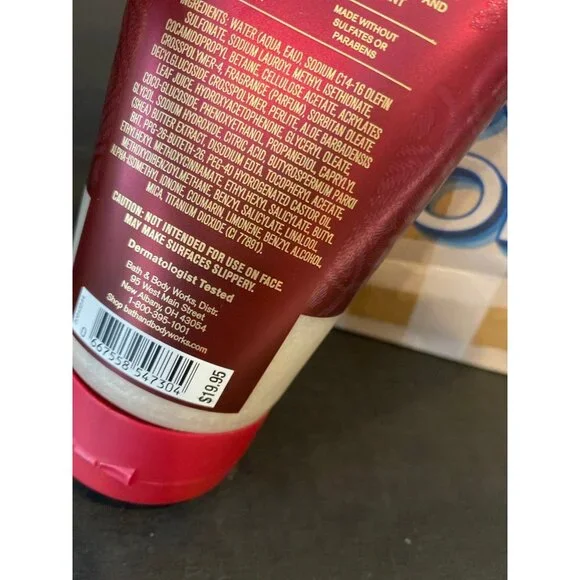 AND
ENT
MADE WITHOUT
SULFATES OR
PARABENS
INGREDIENTS: WATER (AQUA, EAU), SODIUM C14-16 OLEFIN
SULFONATE, SODIUM LAUROYL METHYL ISETHIONATE,
COCAMIDOPROPYL BETAINE, CELLULOSE ACETATE, ACRYLATES
CROSSPOLYMER-4, FRAGRANCE (PARFUM), SORBITAN OLEATE
DECYLGLUCOSIDE CROSSPOLYMER, PERLITE, ALOE BARBADENSIS
LEAF JUICE, HYDROXYACETOPHENONE, GLYCERYL OLEATE,
COCO-GLUCOSIDE, PHENOXYETHANOL, PROPANEDIOL, CAPRYLYL
GLYCOL, SODIUM HYDROXIDE, CITRIC ACID, BUTYROSPERMUM PARKII
(SHEA) BUTTER EXTRACT, DISODIUM EDTA, TOCOPHERYL ACETATE,
BHT, PPG-26-BUTETH-26, PEG-40 HYDROGENATED CASTOR OIL,
ETHYLHEXYL METHOXYCINNAMATE, ETHYLHEXYL SALICYLATE, BUTYL
METHOXYDIBENZOYLMETHANE, BENZYL SALICYLATE, LINALOOL,
ALPHA-ISOMETHYL IONONE, COUMARIN, LIMONENE, BENZYL ALCOHOL,
MICA, TITANIUM DIOXIDE (CI 77891).
CAUTION: NOT INTENDED FOR USE ON FACE.
MAY MAKE SURFACES SLIPPERY.
Dermatologist Tested
Bath & Body Works, Distr.
95 West Main Street
New Albany, OH 43054
1-800-395-1001
Shop bathandbodyworks.com
0 667558 547304
$19.95